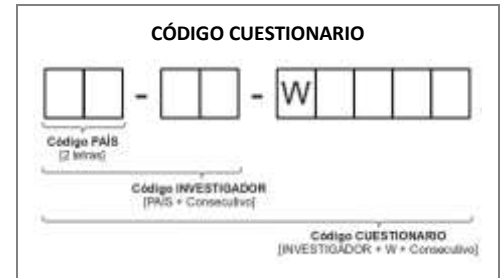 CÓDIGO CUESTIONARIO
- - W
Código PAÍS
[2 letras]
Código INVESTIGADOR
[PAÍS + Consecutivo]
Código CUESTIONARIO
[INVESTIGADOR + W + Consecutivo]